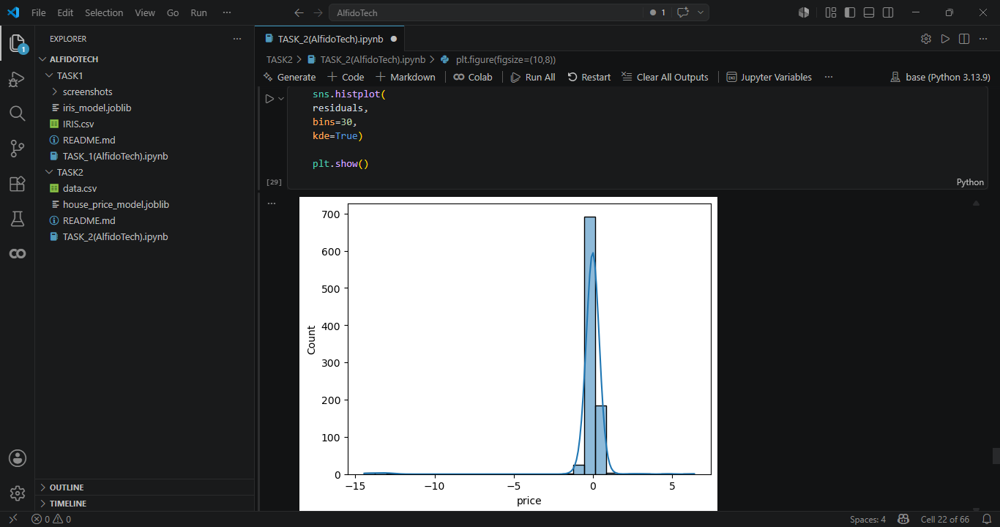 File Edit Selection View Go Run ···
AlfidoTech
1
EXPLORER ···
ALFIDOTECH
TASK1
screenshots
iris_model.joblib
IRIS.csv
README.md
TASK_1(AlfidoTech).ipynb
TASK2
data.csv
house_price_model.joblib
README.md
TASK_2(AlfidoTech).ipynb
OUTLINE
TIMELINE
1
TASK_2(AlfidoTech).ipynb
TASK2 > TASK_2(AlfidoTech).ipynb > plt.figure(figsize=(10,8))
Generate + Code + Markdown Colab Run All Restart Clear All Outputs Jupyter Variables ··· base (Python 3.13.9)
sns.histplot(
residuals,
bins=30,
kde=True)
plt.show()
[29]
Python
700
600
500
400
300
200
100
0
Count
−15 −10 −5 0 5
price
0 0
Spaces: 4 Cell 22 of 66